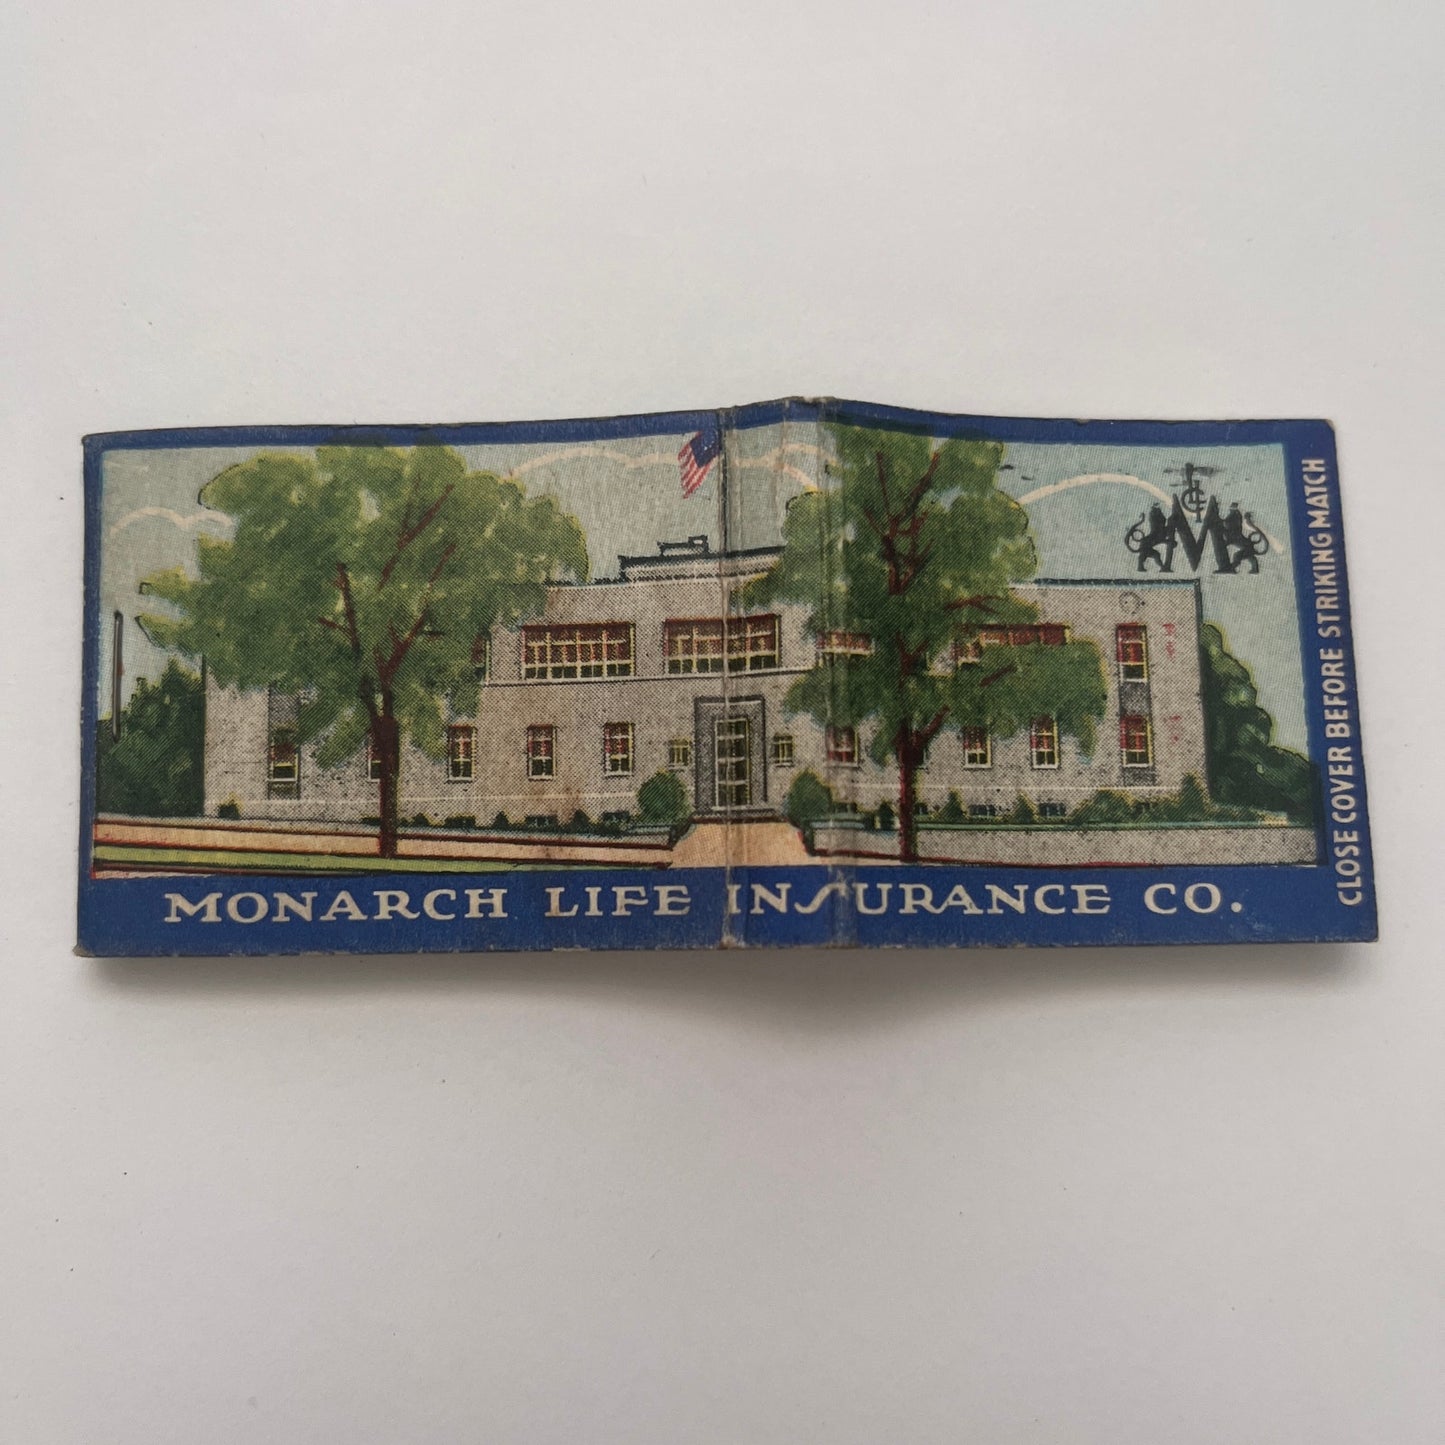 MONARCH LIFE INSURANCE CO.
CLOSE COVER BEFORE STRIKING MATCH
M